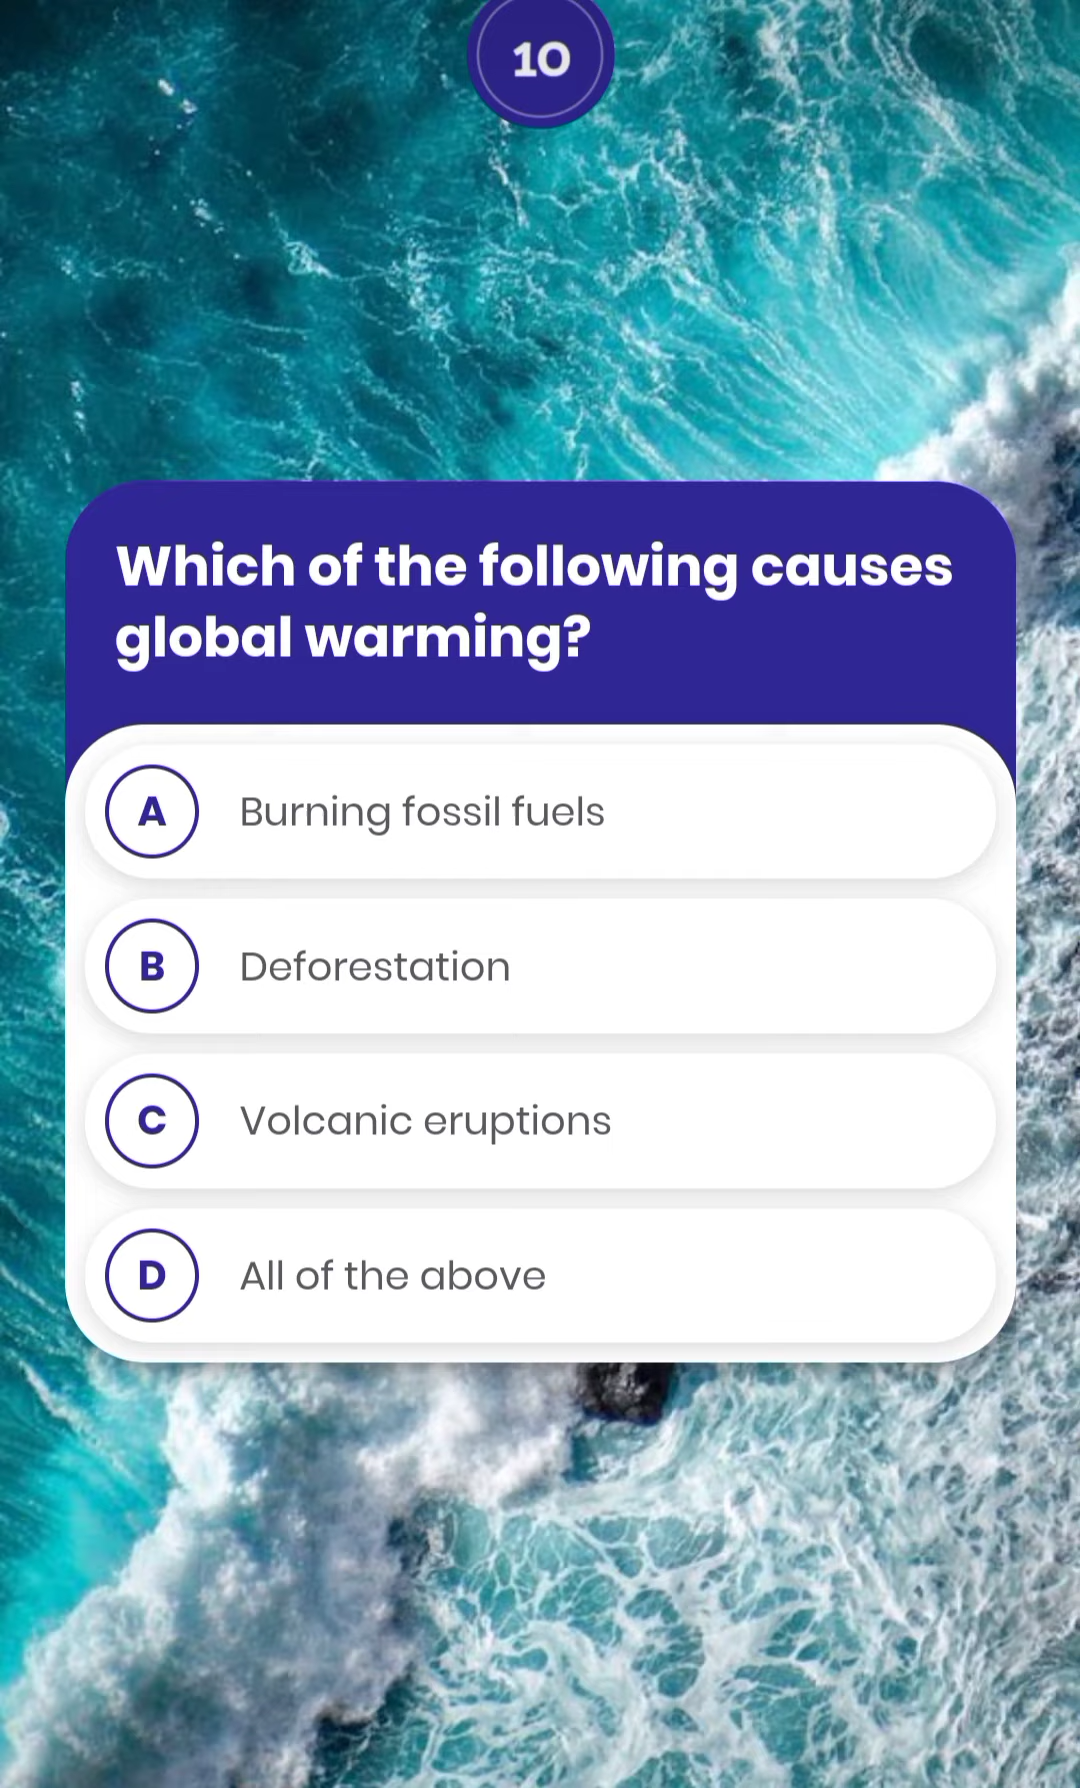 10
Which of the following causes
global warming?
A Burning fossil fuels
B Deforestation
C Volcanic eruptions
D All of the above